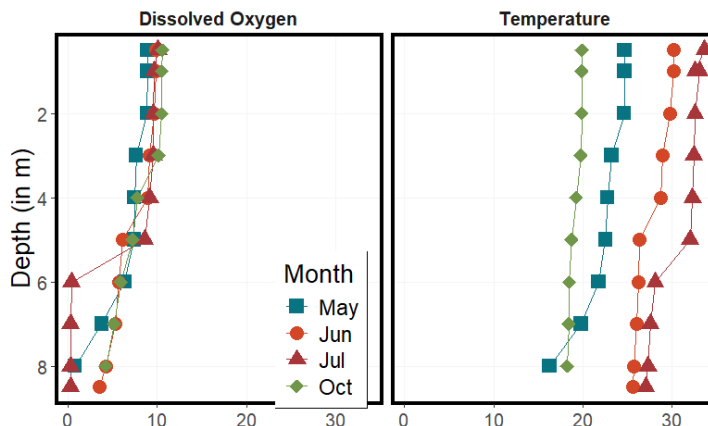 Dissolved Oxygen
Temperature
Depth (in m)
2
4
6
8
Month
May
Jun
Jul
Oct
0
10
20
30
0
10
20
30